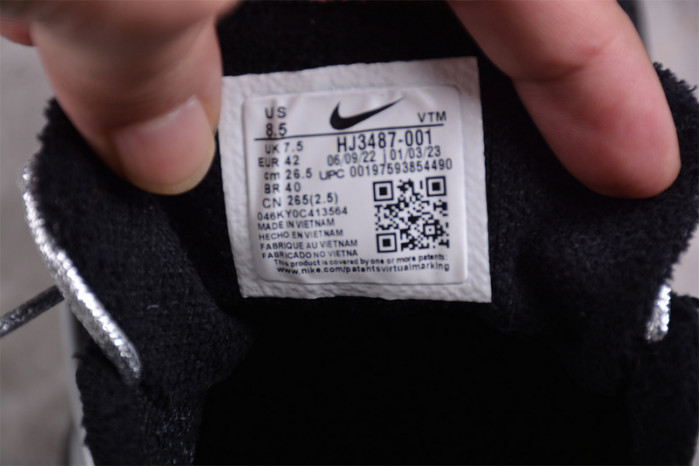 US
8.5
VTM
UK 7.5
HJ3487-001
EUR 42
06/09/22 | 01/03/23
cm 26.5
UPC 00197593854490
BR 40
CN 265(2.5)
046KY0C413564
MADE IN VIETNAM
HECHO EN VIETNAM
FABRIQUE AU VIETNAM
FABRICADO NO VIETNA
This product is covered by one or more patents.
www.nike.com/patentsvirtualmarking